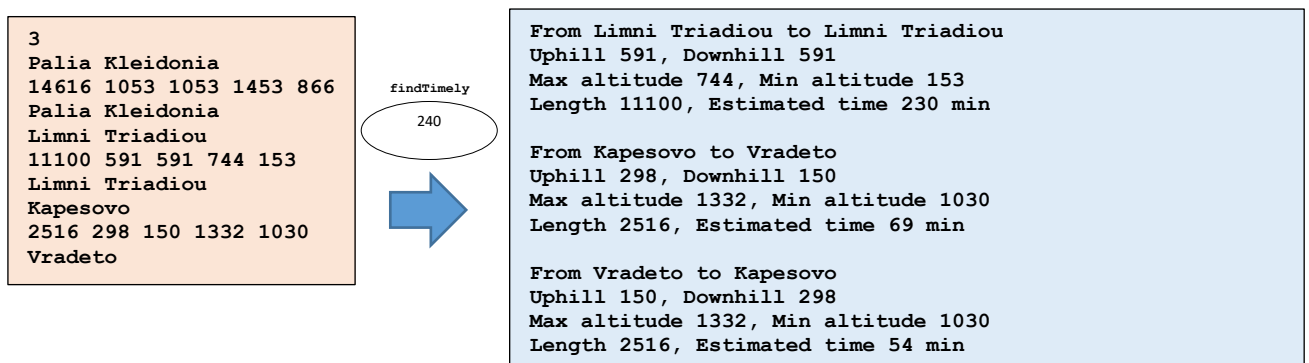 3
Palia Kleidonia
14616 1053 1053 1453 866
Palia Kleidonia
Limni Triadiou
11100 591 591 744 153
Limni Triadiou
Kapesovo
2516 298 150 1332 1030
Vradeto
findTimely
240
From Limni Triadiou to Limni Triadiou
Uphill 591, Downhill 591
Max altitude 744, Min altitude 153
Length 11100, Estimated time 230 min
From Kapesovo to Vradeto
Uphill 298, Downhill 150
Max altitude 1332, Min altitude 1030
Length 2516, Estimated time 69 min
From Vradeto to Kapesovo
Uphill 150, Downhill 298
Max altitude 1332, Min altitude 1030
Length 2516, Estimated time 54 min